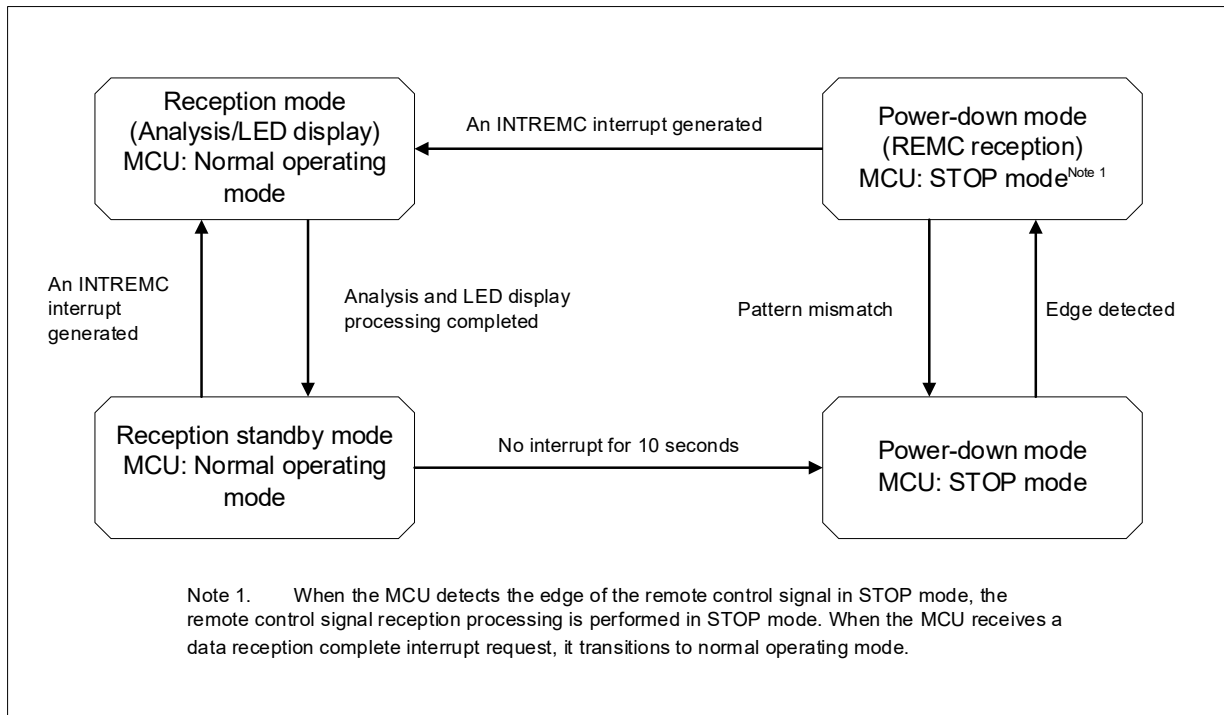 Reception mode
(Analysis/LED display)
MCU: Normal operating
mode
An INTREMC interrupt generated
Power-down mode
(REMC reception)
MCU: STOP mode Note 1
An INTREMC
interrupt
generated
Analysis and LED display
processing completed
Pattern mismatch
Edge detected
Reception standby mode
MCU: Normal operating
mode
No interrupt for 10 seconds
Power-down mode
MCU: STOP mode
Note 1. When the MCU detects the edge of the remote control signal in STOP mode, the
remote control signal reception processing is performed in STOP mode. When the MCU receives a
data reception complete interrupt request, it transitions to normal operating mode.